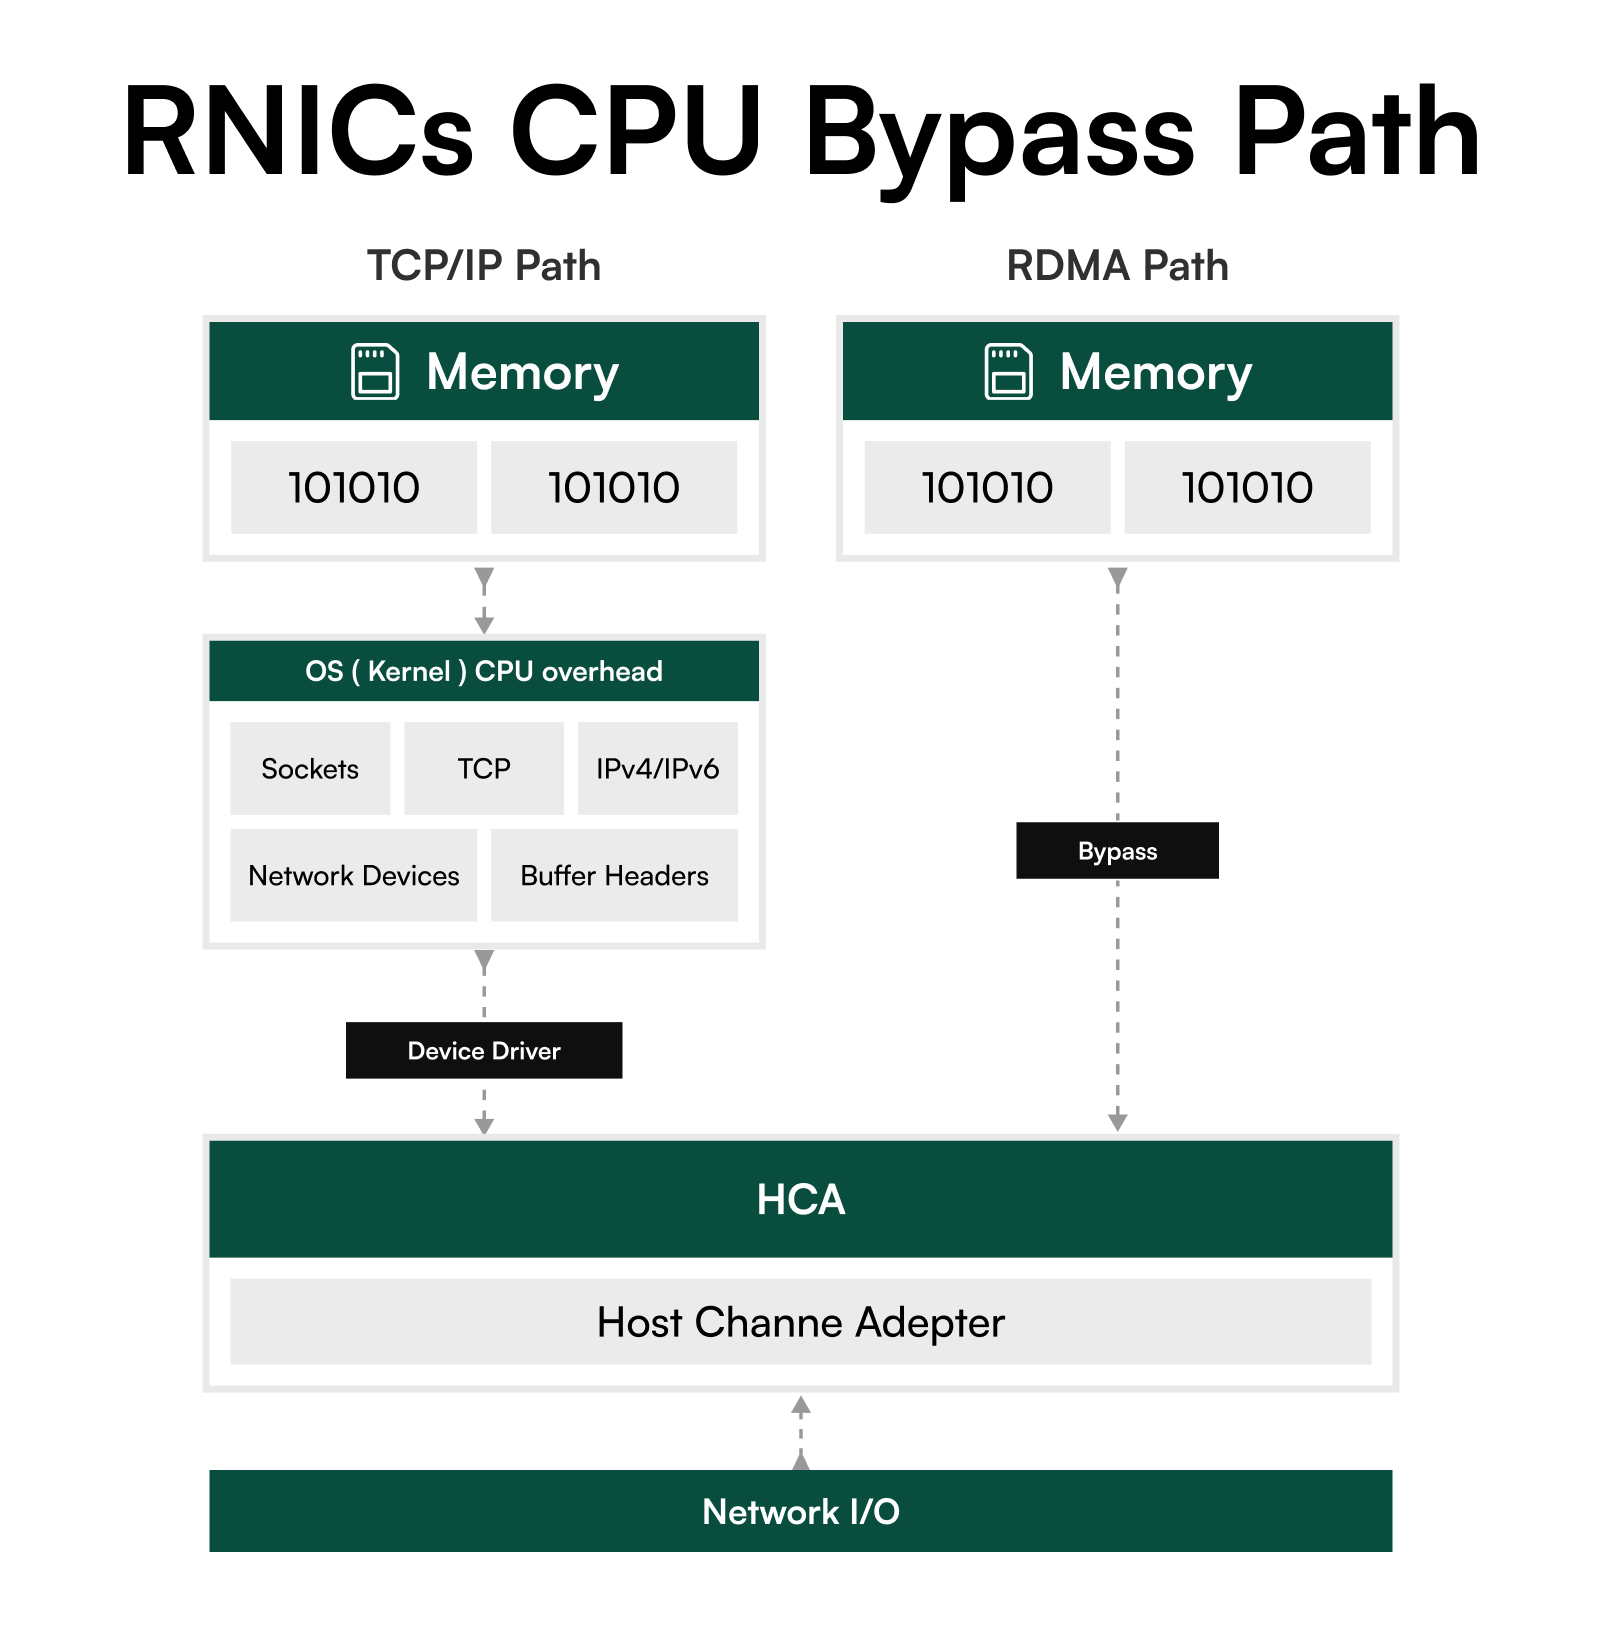 RNICs CPU Bypass Path
TCP/IP Path
Memory
101010 101010
OS ( Kernel ) CPU overhead
Sockets TCP IPv4/IPv6
Network Devices Buffer Headers
Device Driver
RDMA Path
Memory
101010 101010
Bypass
HCA
Host Channe Adepter
Network I/O